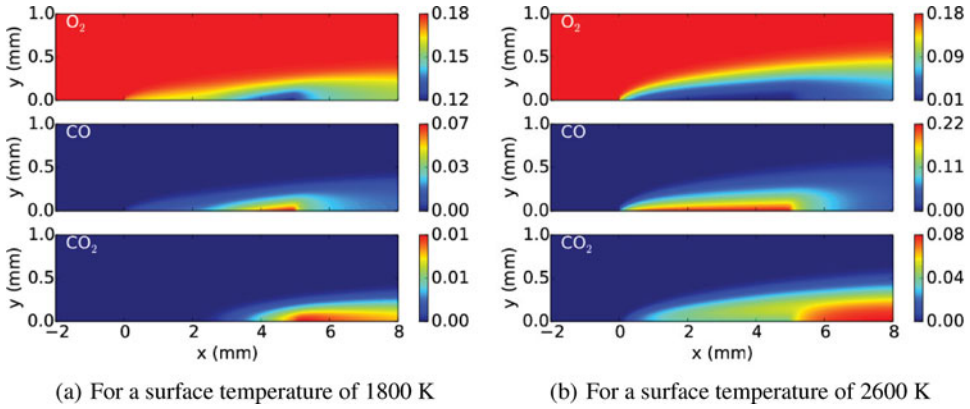 1.0
0.5
0.0
y (mm)
O₂
0.18
0.15
0.12
1.0
0.5
0.0
y (mm)
CO
0.07
0.03
0.00
1.0
0.5
0.0
y (mm)
CO₂
0.01
0.01
0.00
−2 0 2 4 6 8
x (mm)
(a) For a surface temperature of 1800 K
1.0
0.5
0.0
y (mm)
O₂
0.18
0.09
0.01
1.0
0.5
0.0
y (mm)
CO
0.22
0.11
0.00
1.0
0.5
0.0
y (mm)
CO₂
0.08
0.04
0.00
−2 0 2 4 6 8
x (mm)
(b) For a surface temperature of 2600 K